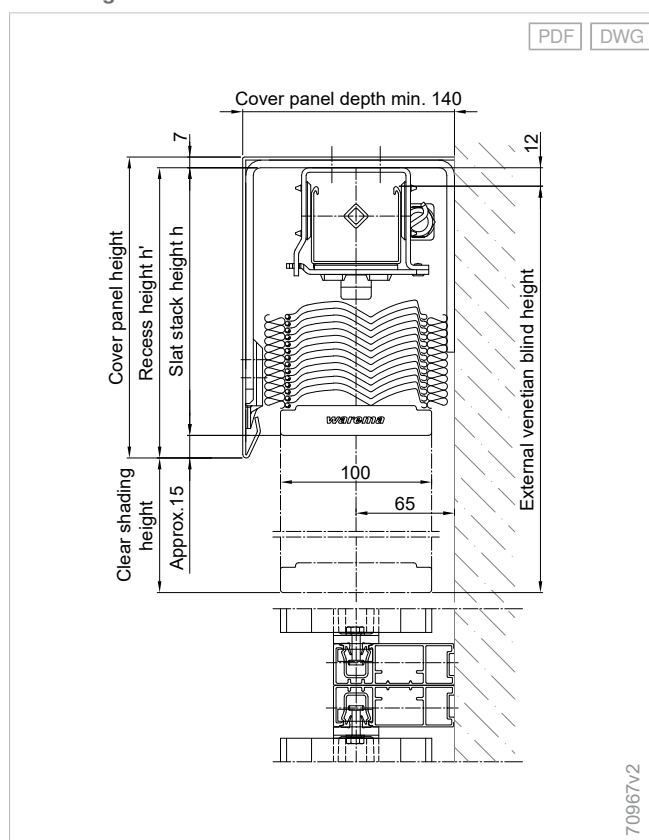 PDF DWG
Cover panel depth min. 140
7
12
Cover panel height
Recess height h'
Slat stack height h
External venetian blind height
warema
100
65
Clear shading
height
Approx.15
70967v2